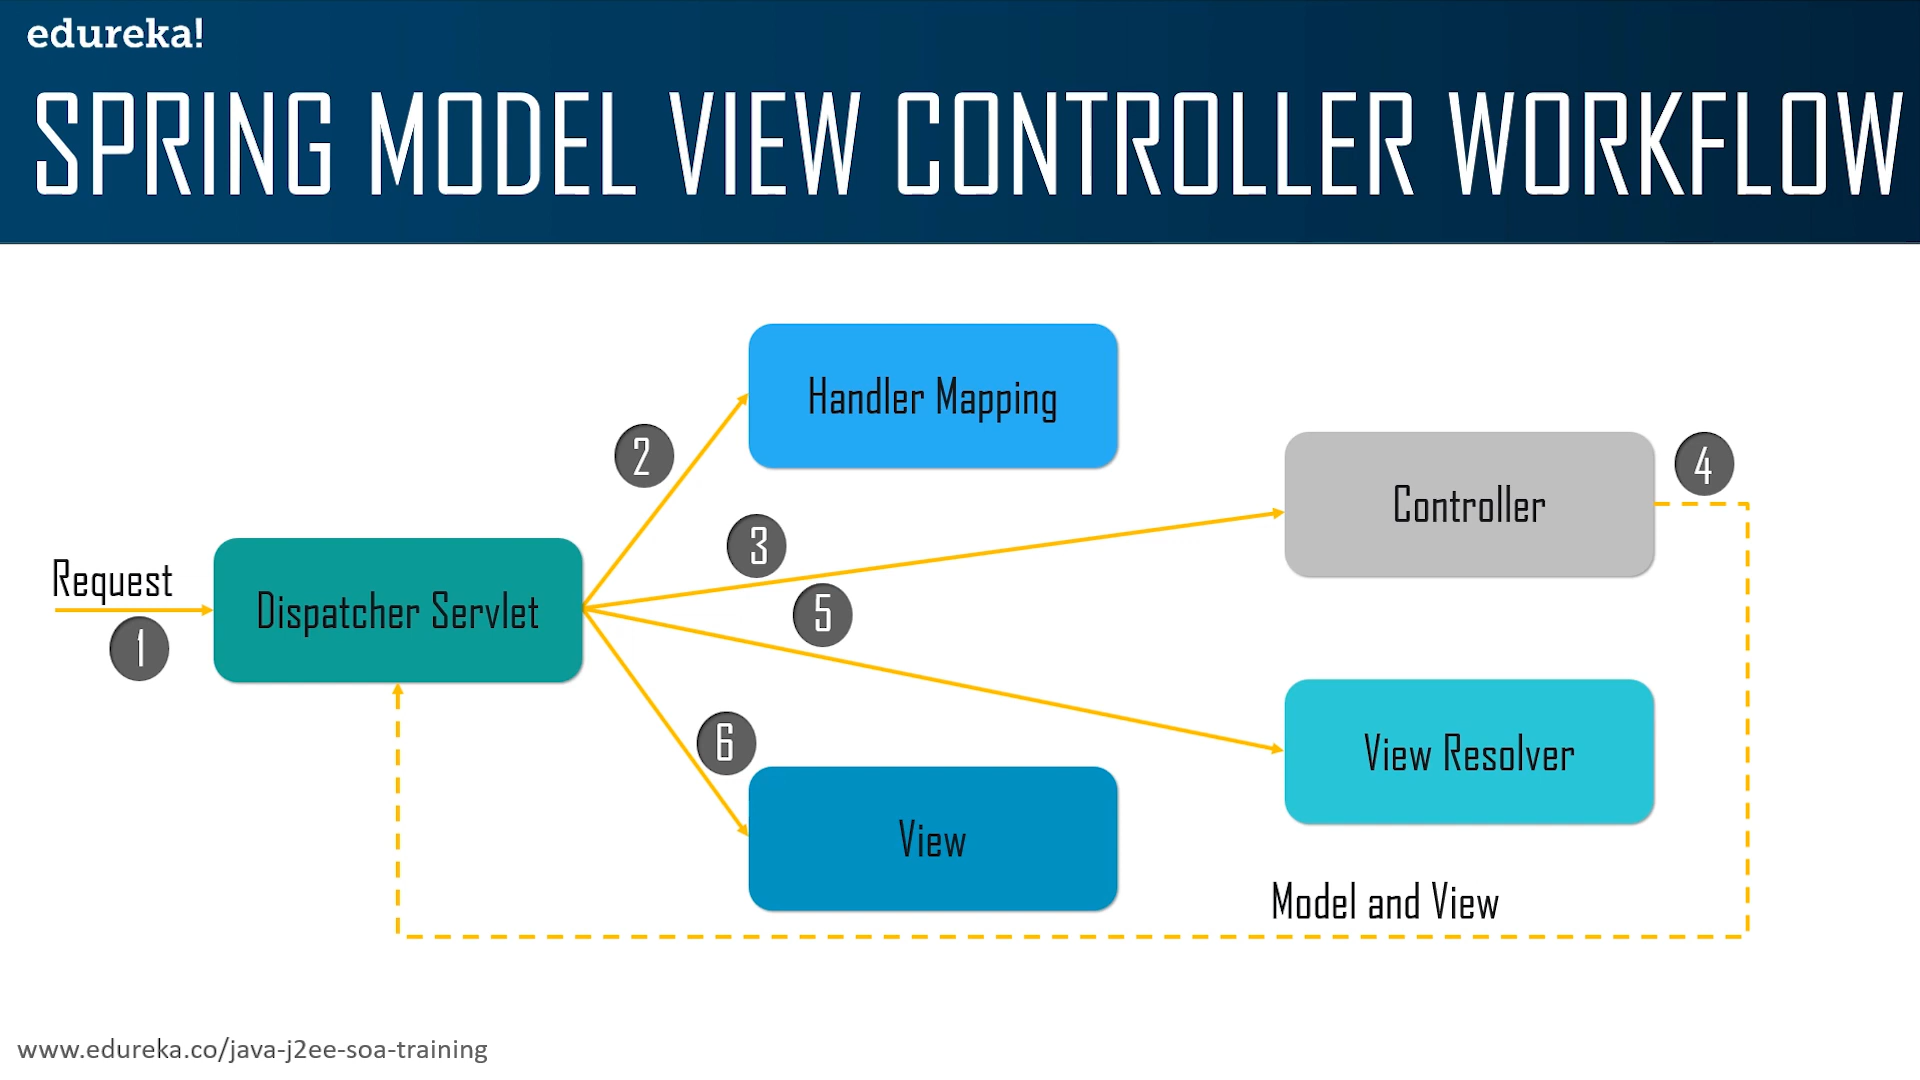 edureka!
SPRING MODEL VIEW CONTROLLER WORKFLOW
Handler Mapping
2
Controller
4
3
Request
Dispatcher Servlet
5
1
6
View Resolver
View
Model and View
www.edureka.co/java-j2ee-soa-training